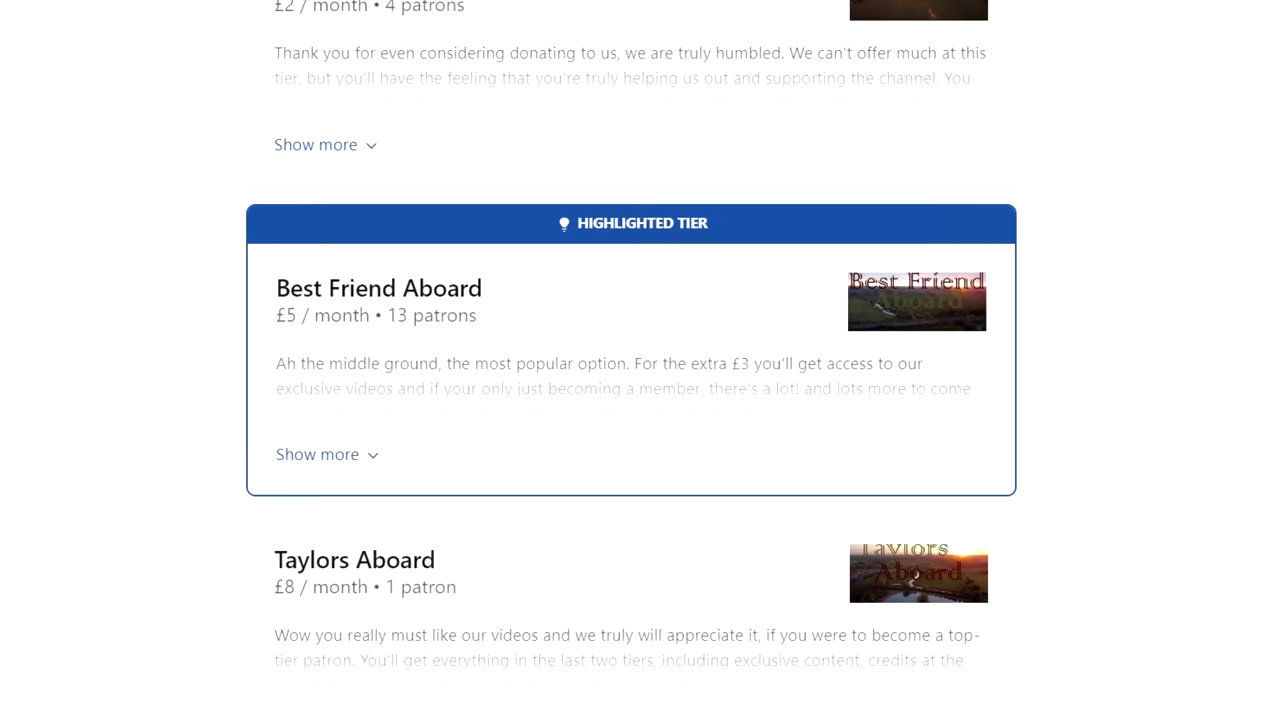 £2 / month • 4 patrons
Thank you for even considering donating to us, we are truly humbled. We can't offer much at this
tier, but you'll have the feeling that you're truly helping us out and supporting the channel. You
Show more
HIGHLIGHTED TIER
Best Friend Aboard
£5 / month • 13 patrons
Best Friend
Aboard
Ah the middle ground, the most popular option. For the extra £3 you'll get access to our
exclusive videos and if your only just becoming a member, there's a lot! and lots more to come
Show more
Taylors Aboard
£8 / month • 1 patron
Taylors
Aboard
Wow you really must like our videos and we truly will appreciate it, if you were to become a top-
tier patron. You'll get everything in the last two tiers, including exclusive content, credits at the